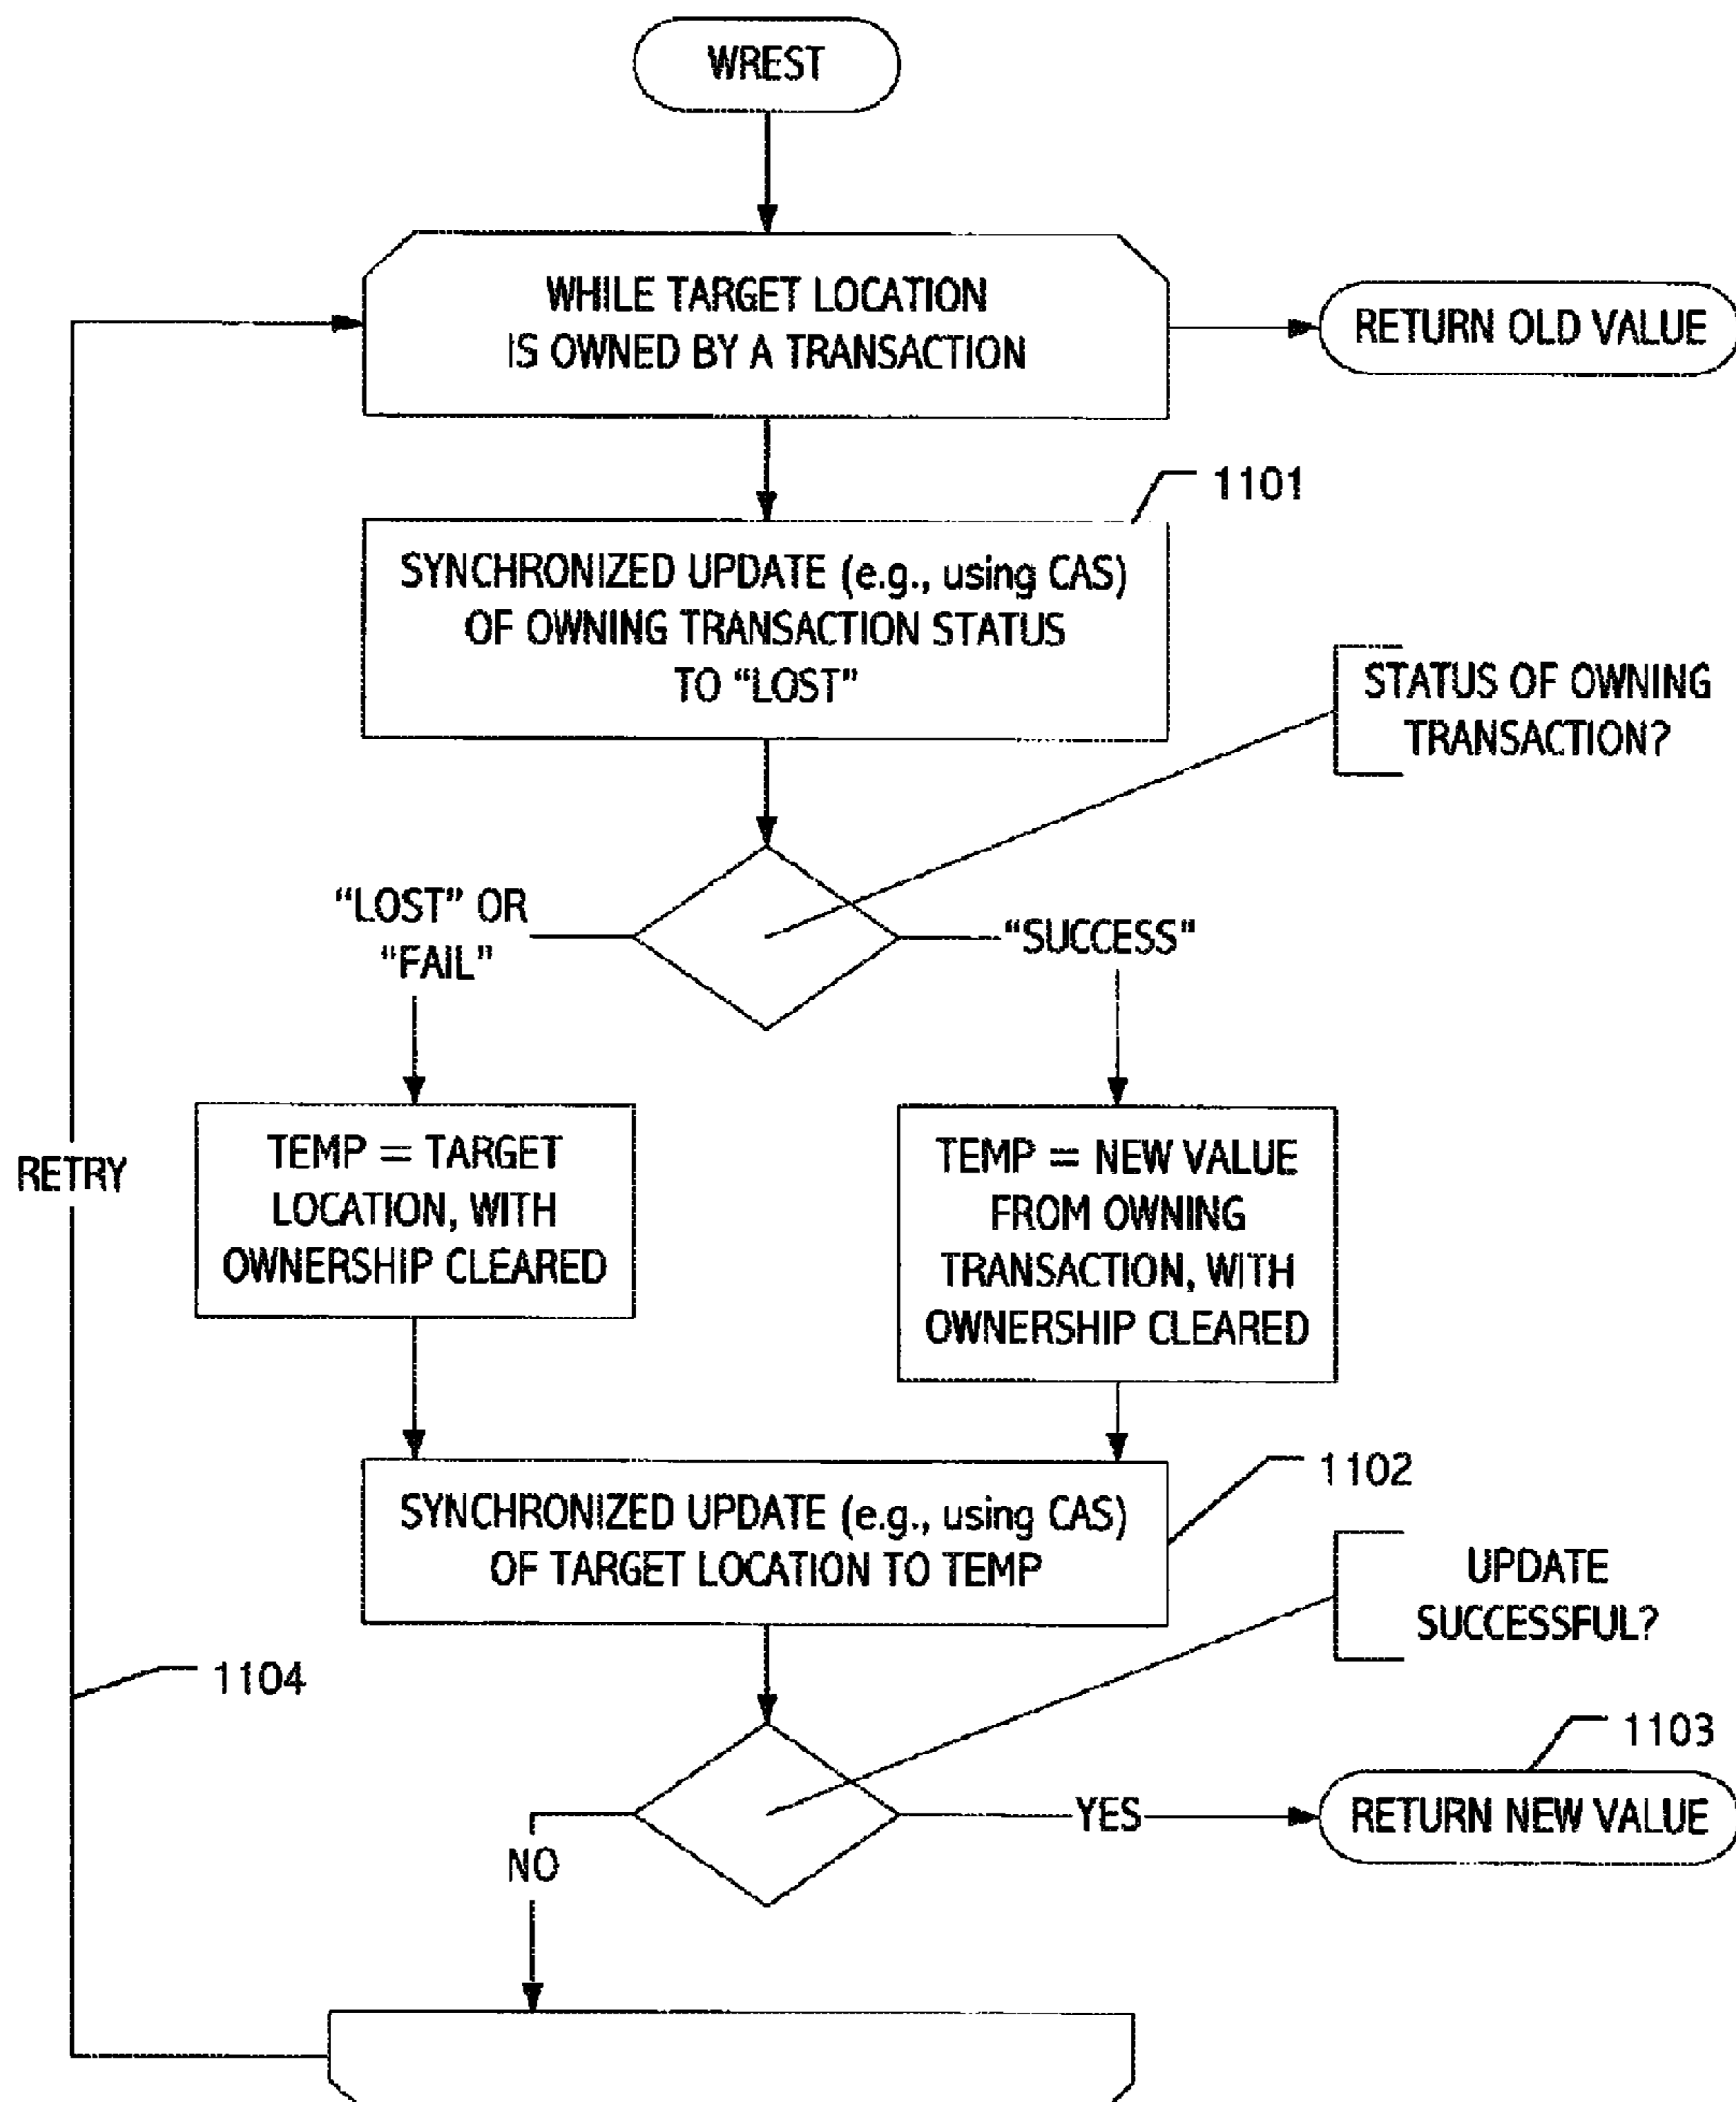 WREST
WHILE TARGET LOCATION
IS OWNED BY A TRANSACTION
RETURN OLD VALUE
1101
SYNCHRONIZED UPDATE (e.g., using CAS)
OF OWNING TRANSACTION STATUS
TO “LOST”
STATUS OF OWNING
TRANSACTION?
“LOST” OR
“FAIL”
“SUCCESS”
RETRY
TEMP = TARGET
LOCATION, WITH
OWNERSHIP CLEARED
TEMP = NEW VALUE
FROM OWNING
TRANSACTION, WITH
OWNERSHIP CLEARED
1102
SYNCHRONIZED UPDATE (e.g., using CAS)
OF TARGET LOCATION TO TEMP
UPDATE
SUCCESSFUL?
1104
1103
YES
RETURN NEW VALUE
NO